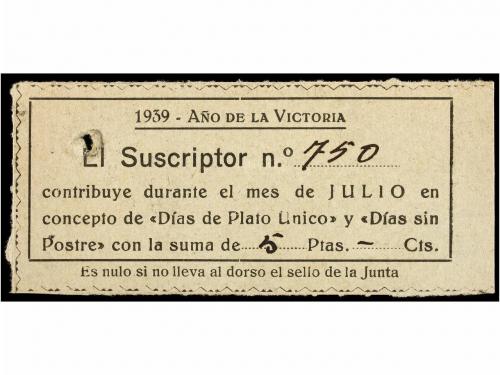 1939 - AÑO DE LA VICTORIA
El Suscriptor n.º 750
contribuye durante el mes de JULIO en
concepto de «Días de Plato Unico» y «Días sin
Postre» con la suma de 5 Ptas. - Cts.
Es nulo si no lleva al dorso el sello de la Junta